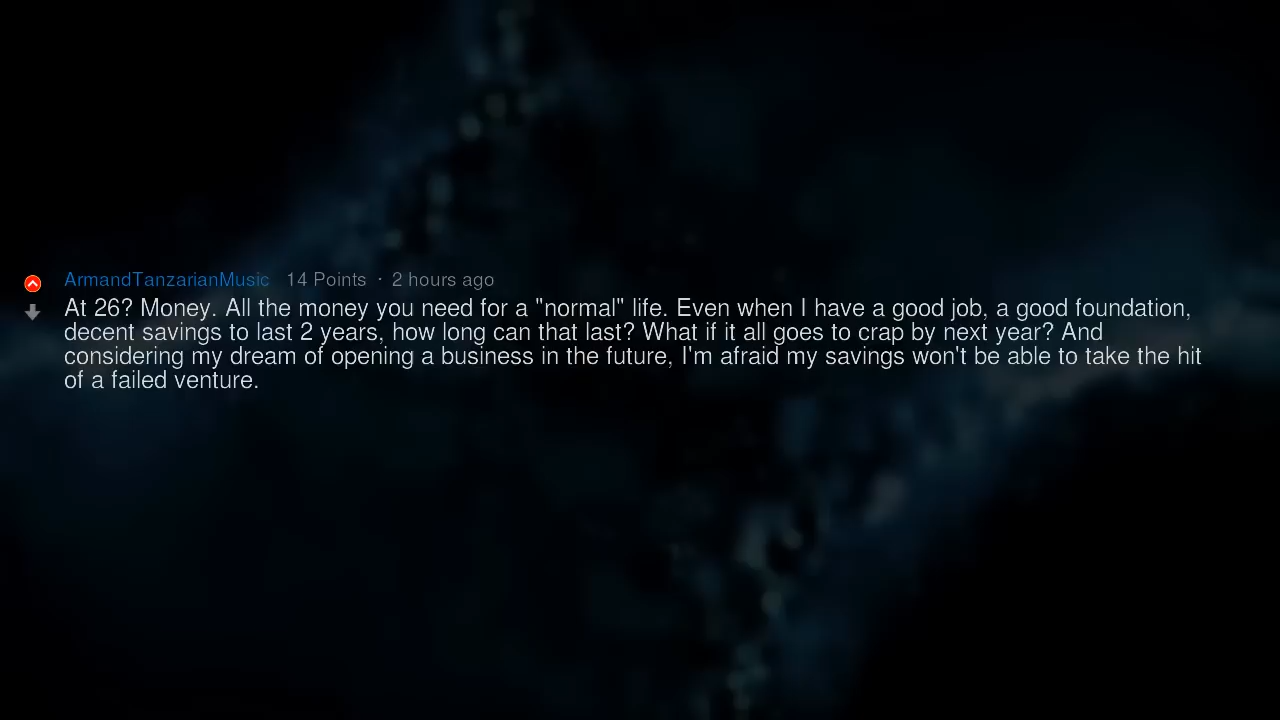 ArmandTanzarianMusic 14 Points · 2 hours ago
At 26? Money. All the money you need for a "normal" life. Even when I have a good job, a good foundation,
decent savings to last 2 years, how long can that last? What if it all goes to crap by next year? And
considering my dream of opening a business in the future, I'm afraid my savings won't be able to take the hit
of a failed venture.